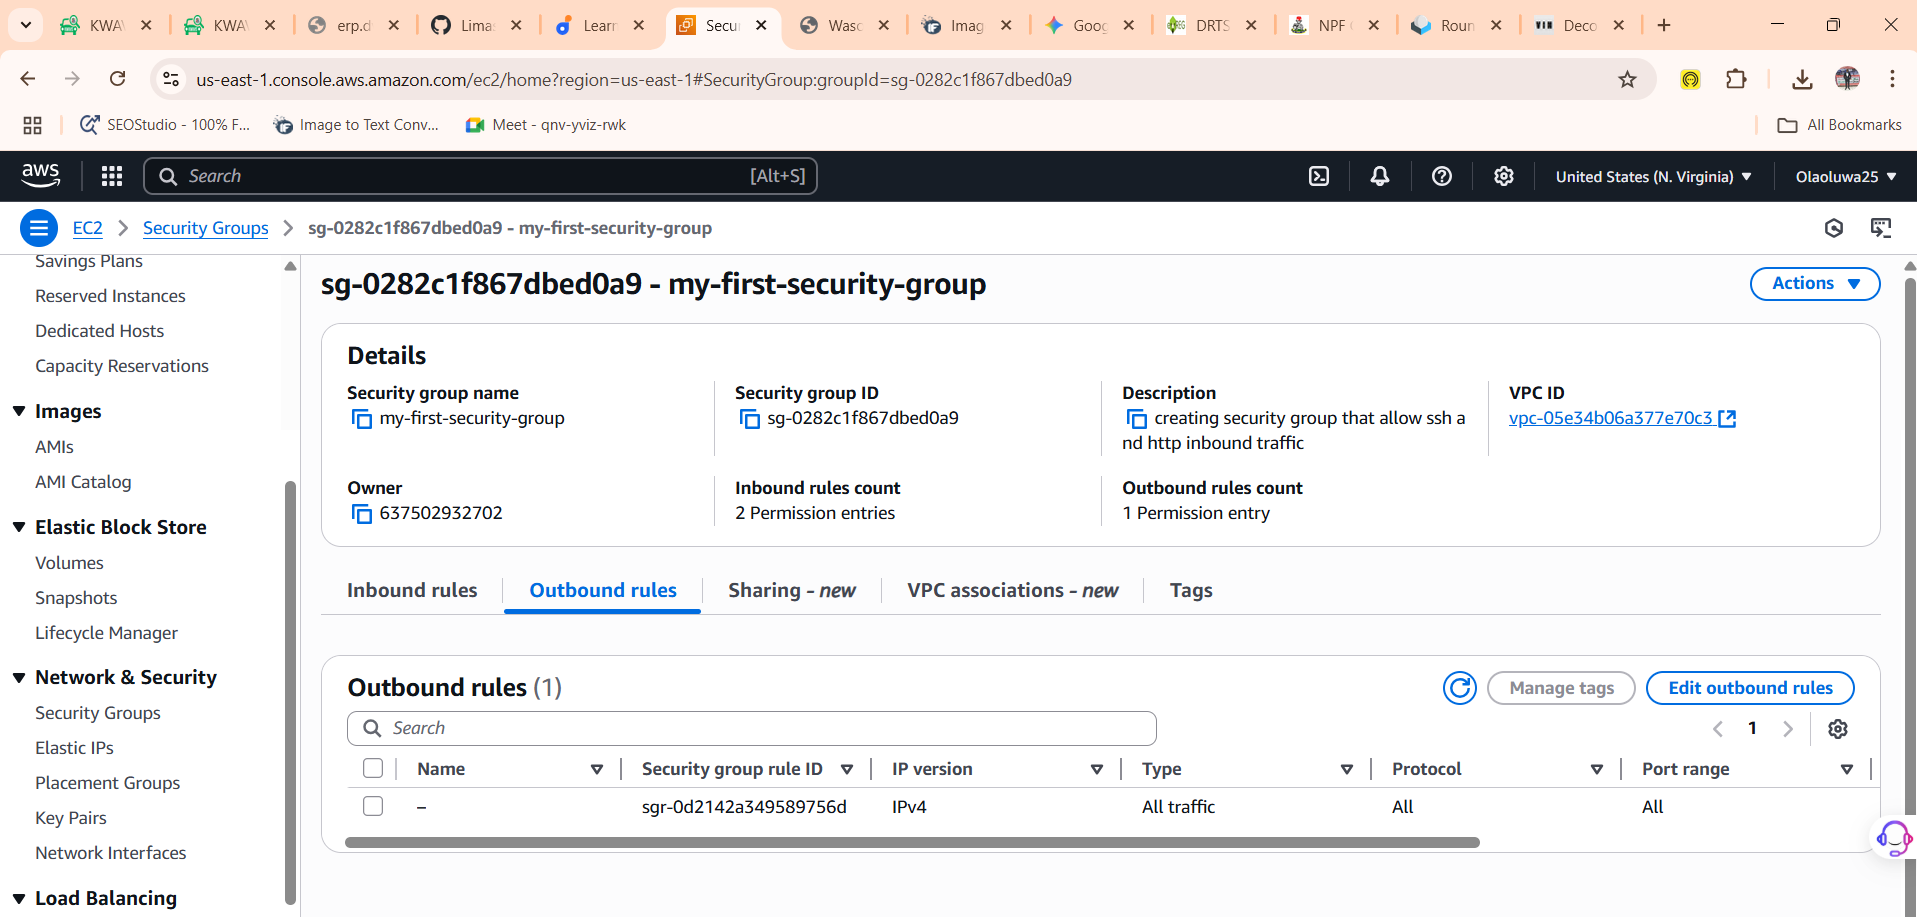 KWA
KWA
erp.d
Limas
Learn
Secur
Wasc
Imag
Goog
DRTS
NPF
Roun
Deco
us-east-1.console.aws.amazon.com/ec2/home?region=us-east-1#SecurityGroup:groupId=sg-0282c1f867dbed0a9
SEOStudio - 100% F...
Image to Text Conv...
Meet - qnv-yviz-rwk
All Bookmarks
aws
Search
[Alt+S]
United States (N. Virginia)
Olaoluwa25
EC2
Security Groups
sg-0282c1f867dbed0a9 - my-first-security-group
Savings Plans
Reserved Instances
Dedicated Hosts
Capacity Reservations
Images
AMIs
AMI Catalog
Elastic Block Store
Volumes
Snapshots
Lifecycle Manager
Network & Security
Security Groups
Elastic IPs
Placement Groups
Key Pairs
Network Interfaces
Load Balancing
sg-0282c1f867dbed0a9 - my-first-security-group
Actions
Details
Security group name
my-first-security-group
Security group ID
sg-0282c1f867dbed0a9
Description
creating security group that allow ssh a
nd http inbound traffic
VPC ID
vpc-05e34b06a377e70c3
Owner
637502932702
Inbound rules count
2 Permission entries
Outbound rules count
1 Permission entry
Inbound rules
Outbound rules
Sharing - new
VPC associations - new
Tags
Outbound rules (1)
Manage tags
Edit outbound rules
Search
1
Name
Security group rule ID
IP version
Type
Protocol
Port range
–
sgr-0d2142a349589756d
IPv4
All traffic
All
All